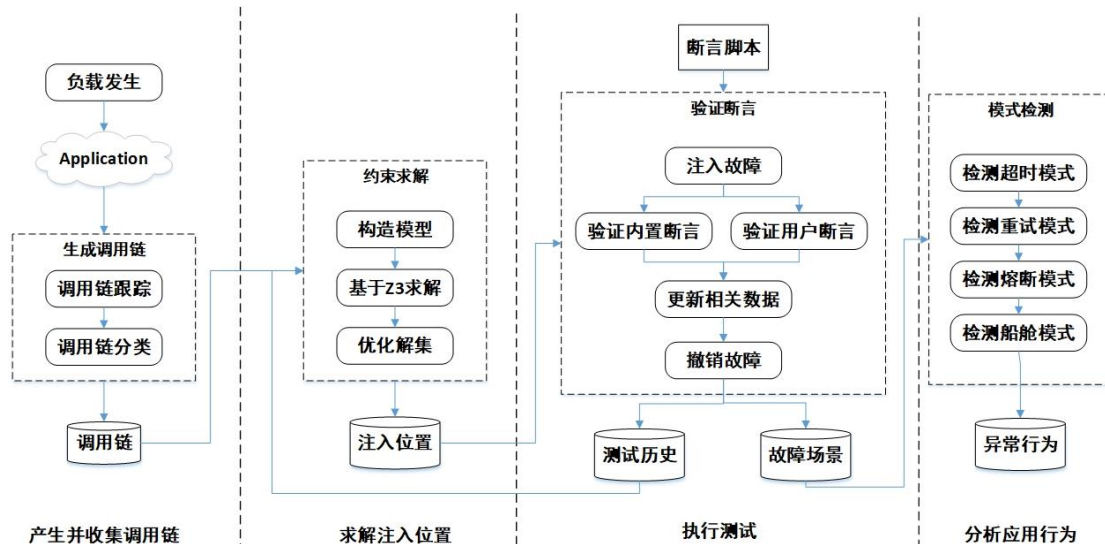 负载发生
Application
生成调用链
调用链跟踪
调用链分类
调用链
产生并收集调用链
约束求解
构造模型
基于Z3求解
优化解集
注入位置
求解注入位置
断言脚本
验证断言
注入故障
验证内置断言
验证用户断言
更新相关数据
撤销故障
测试历史
故障场景
执行测试
模式检测
检测超时模式
检测重试模式
检测熔断模式
检测船舱模式
异常行为
分析应用行为